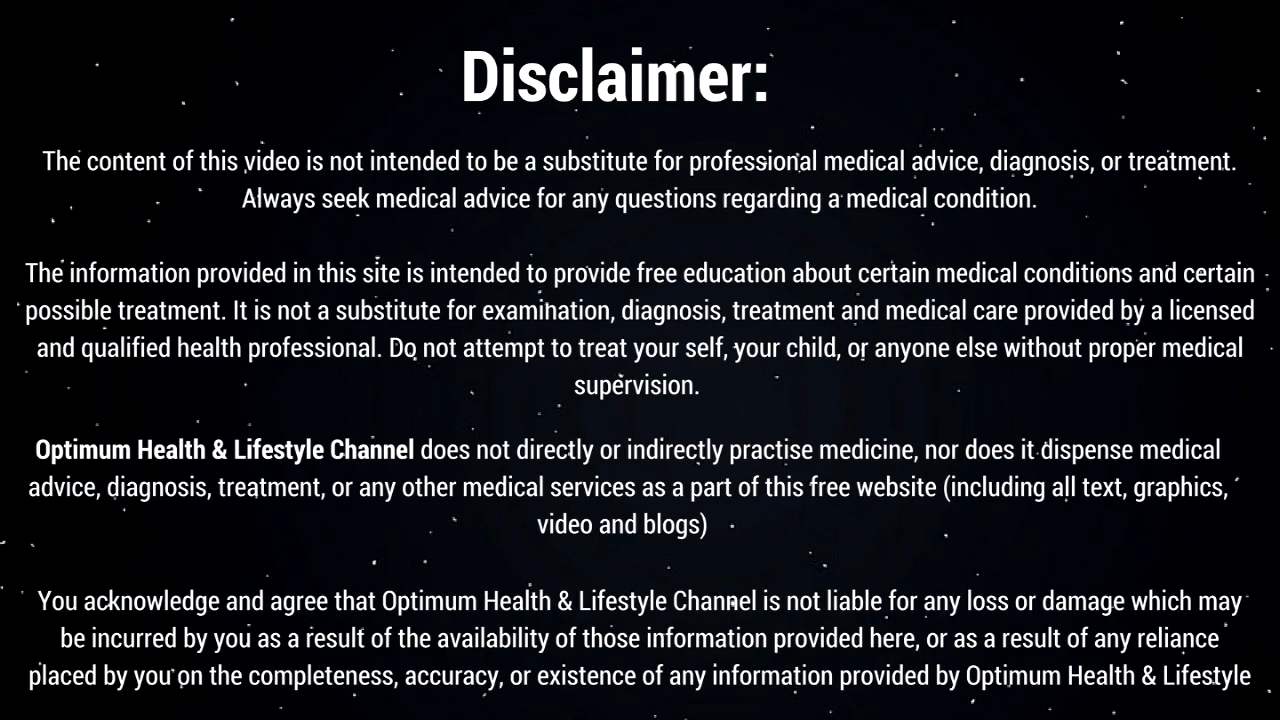 Disclaimer:
The content of this video is not intended to be a substitute for professional medical advice, diagnosis, or treatment.
Always seek medical advice for any questions regarding a medical condition.
The information provided in this site is intended to provide free education about certain medical conditions and certain
possible treatment. It is not a substitute for examination, diagnosis, treatment and medical care provided by a licensed
and qualified health professional. Do not attempt to treat your self, your child, or anyone else without proper medical
supervision.
Optimum Health & Lifestyle Channel does not directly or indirectly practise medicine, nor does it dispense medical
advice, diagnosis, treatment, or any other medical services as a part of this free website (including all text, graphics,
video and blogs)
You acknowledge and agree that Optimum Health & Lifestyle Channel is not liable for any loss or damage which may
be incurred by you as a result of the availability of those information provided here, or as a result of any reliance
placed by you on the completeness, accuracy, or existence of any information provided by Optimum Health & Lifestyle